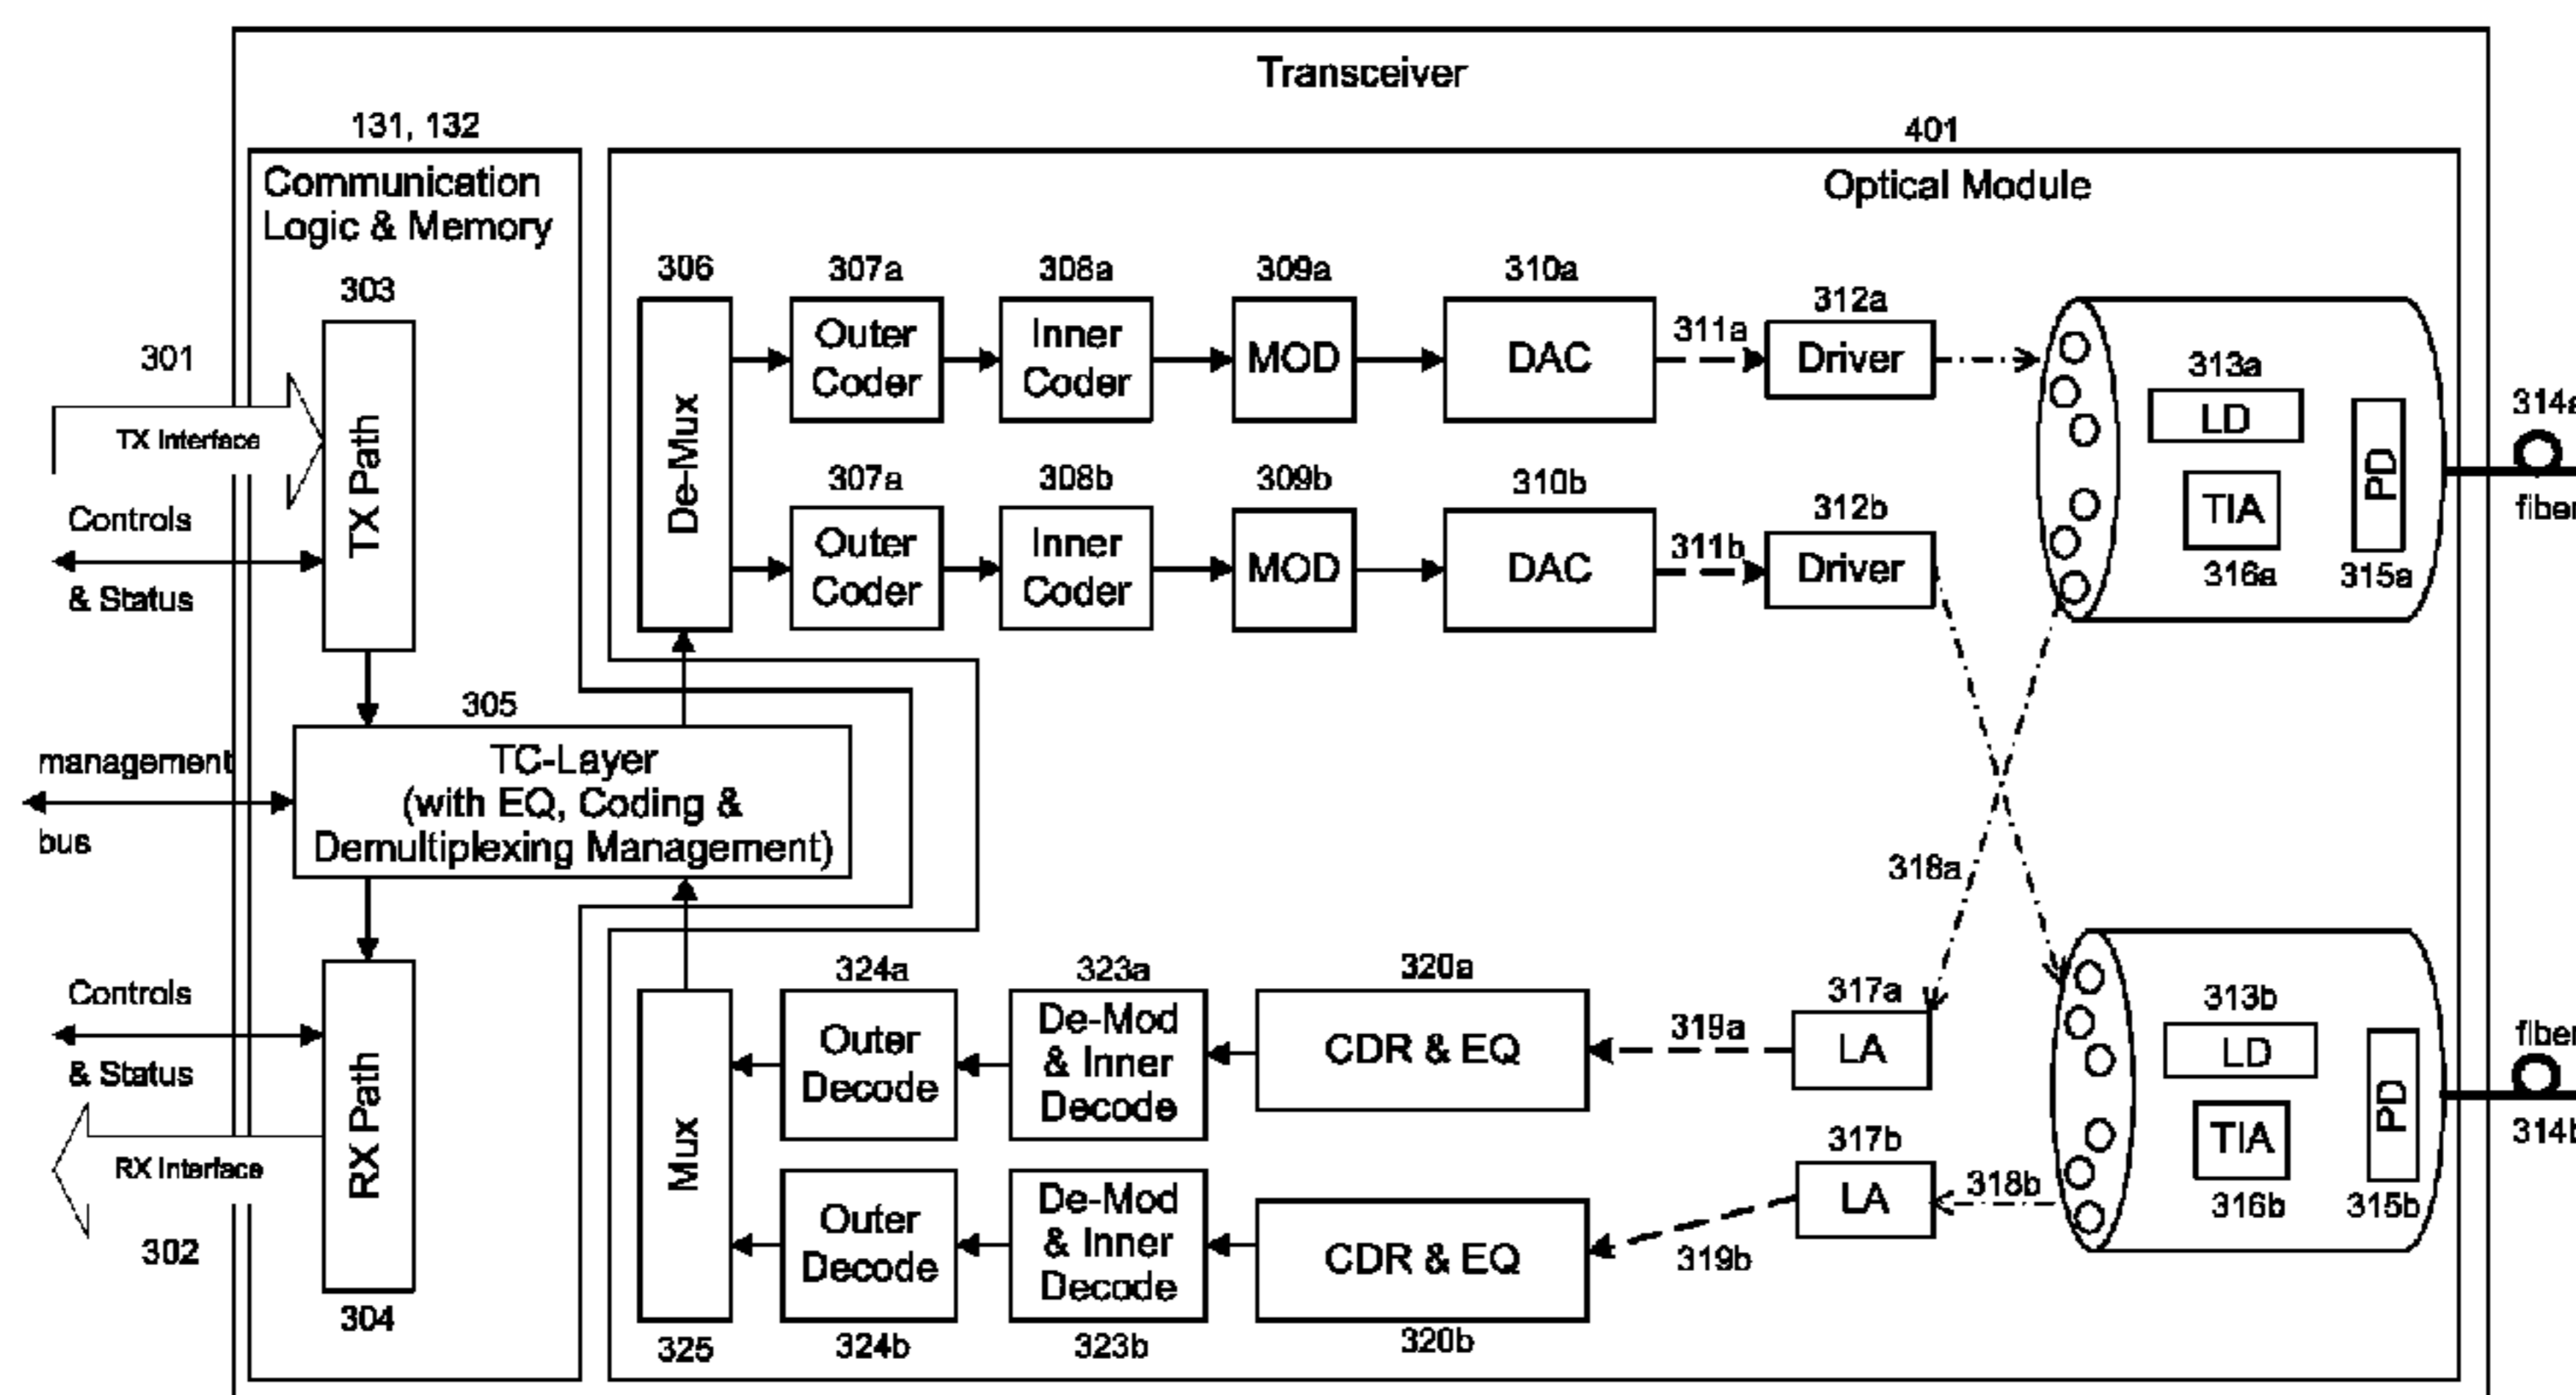 Transceiver
131, 132
401
Communication
Logic & Memory
Optical Module
303
306
307a
308a
309a
310a
311a
312a
301
TX Interface
TX Path
De-Mux
Outer
Coder
Inner
Coder
MOD
DAC
Driver
313a
LD
TIA
316a
PD
315a
314a
fiber
Controls
& Status
307a
308b
309b
310b
311b
312b
Outer
Coder
Inner
Coder
MOD
DAC
Driver
305
management
bus
TC-Layer
(with EQ, Coding &
Demultiplexing Management)
318a
Controls
& Status
RX Interface
302
RX Path
304
Mux
325
324a
323a
320a
319a
317a
Outer
Decode
De-Mod
& Inner
Decode
CDR & EQ
LA
313b
LD
TIA
316b
PD
315b
fiber
314b
317b
LA
318b
319b
Outer
Decode
De-Mod
& Inner
Decode
CDR & EQ
324b
323b
320b